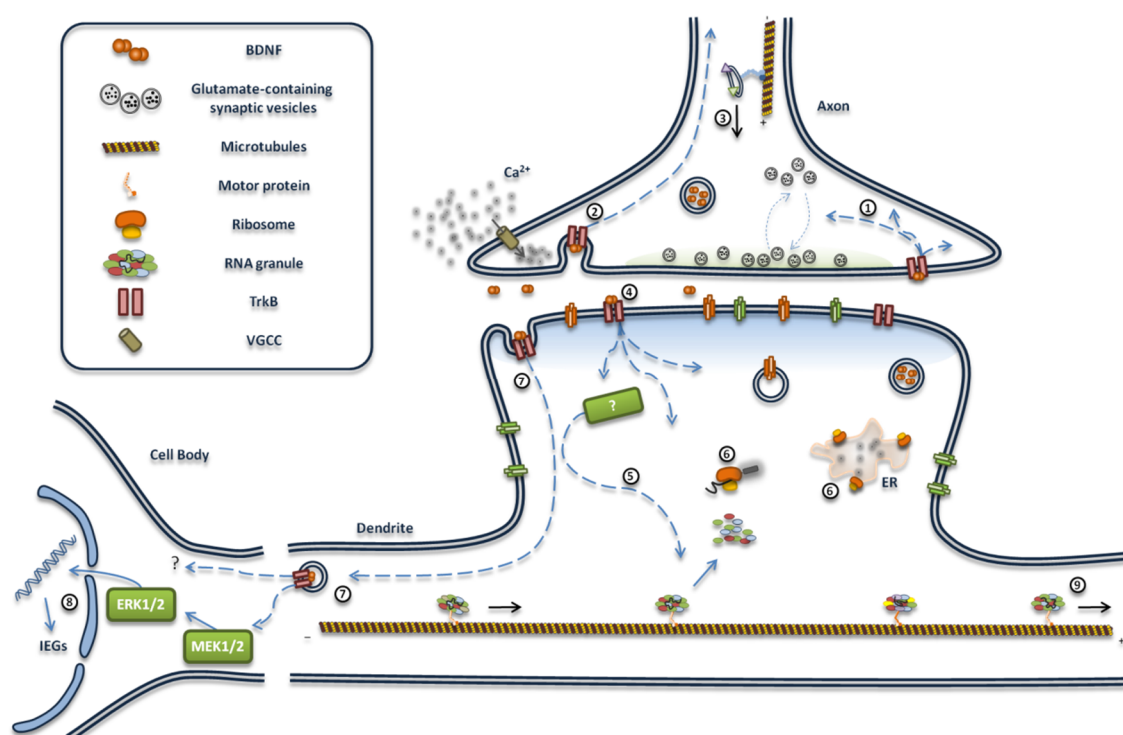 BDNF
Glutamate-containing
synaptic vesicles
Microtubules
Motor protein
Ribosome
RNA granule
TrkB
VGCC
Axon
3
+
Ca²⁺
2
1
4
7
?
Cell Body
6
5
6
ER
Dendrite
?
7
9
8
ERK1/2
IEGs
MEK1/2
−
+